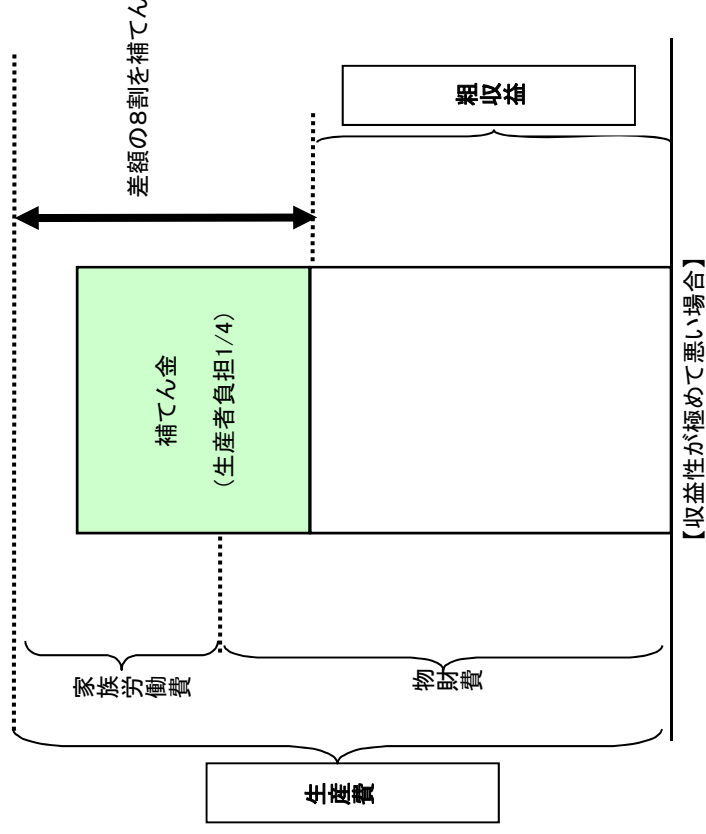 生産費
家族労働費
物財費
補てん金
（生産者負担1/4）
差額の8割を補てん
粗収益
【収益性が極めて悪い場合】